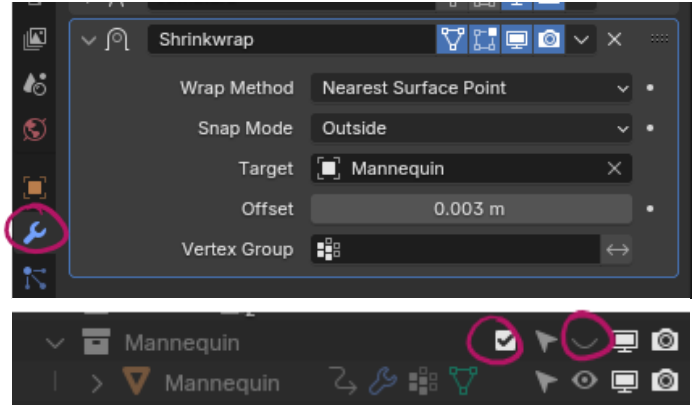 Shrinkwrap
Wrap Method Nearest Surface Point
Snap Mode Outside
Target Mannequin
Offset 0.003 m
Vertex Group
Mannequin
Mannequin